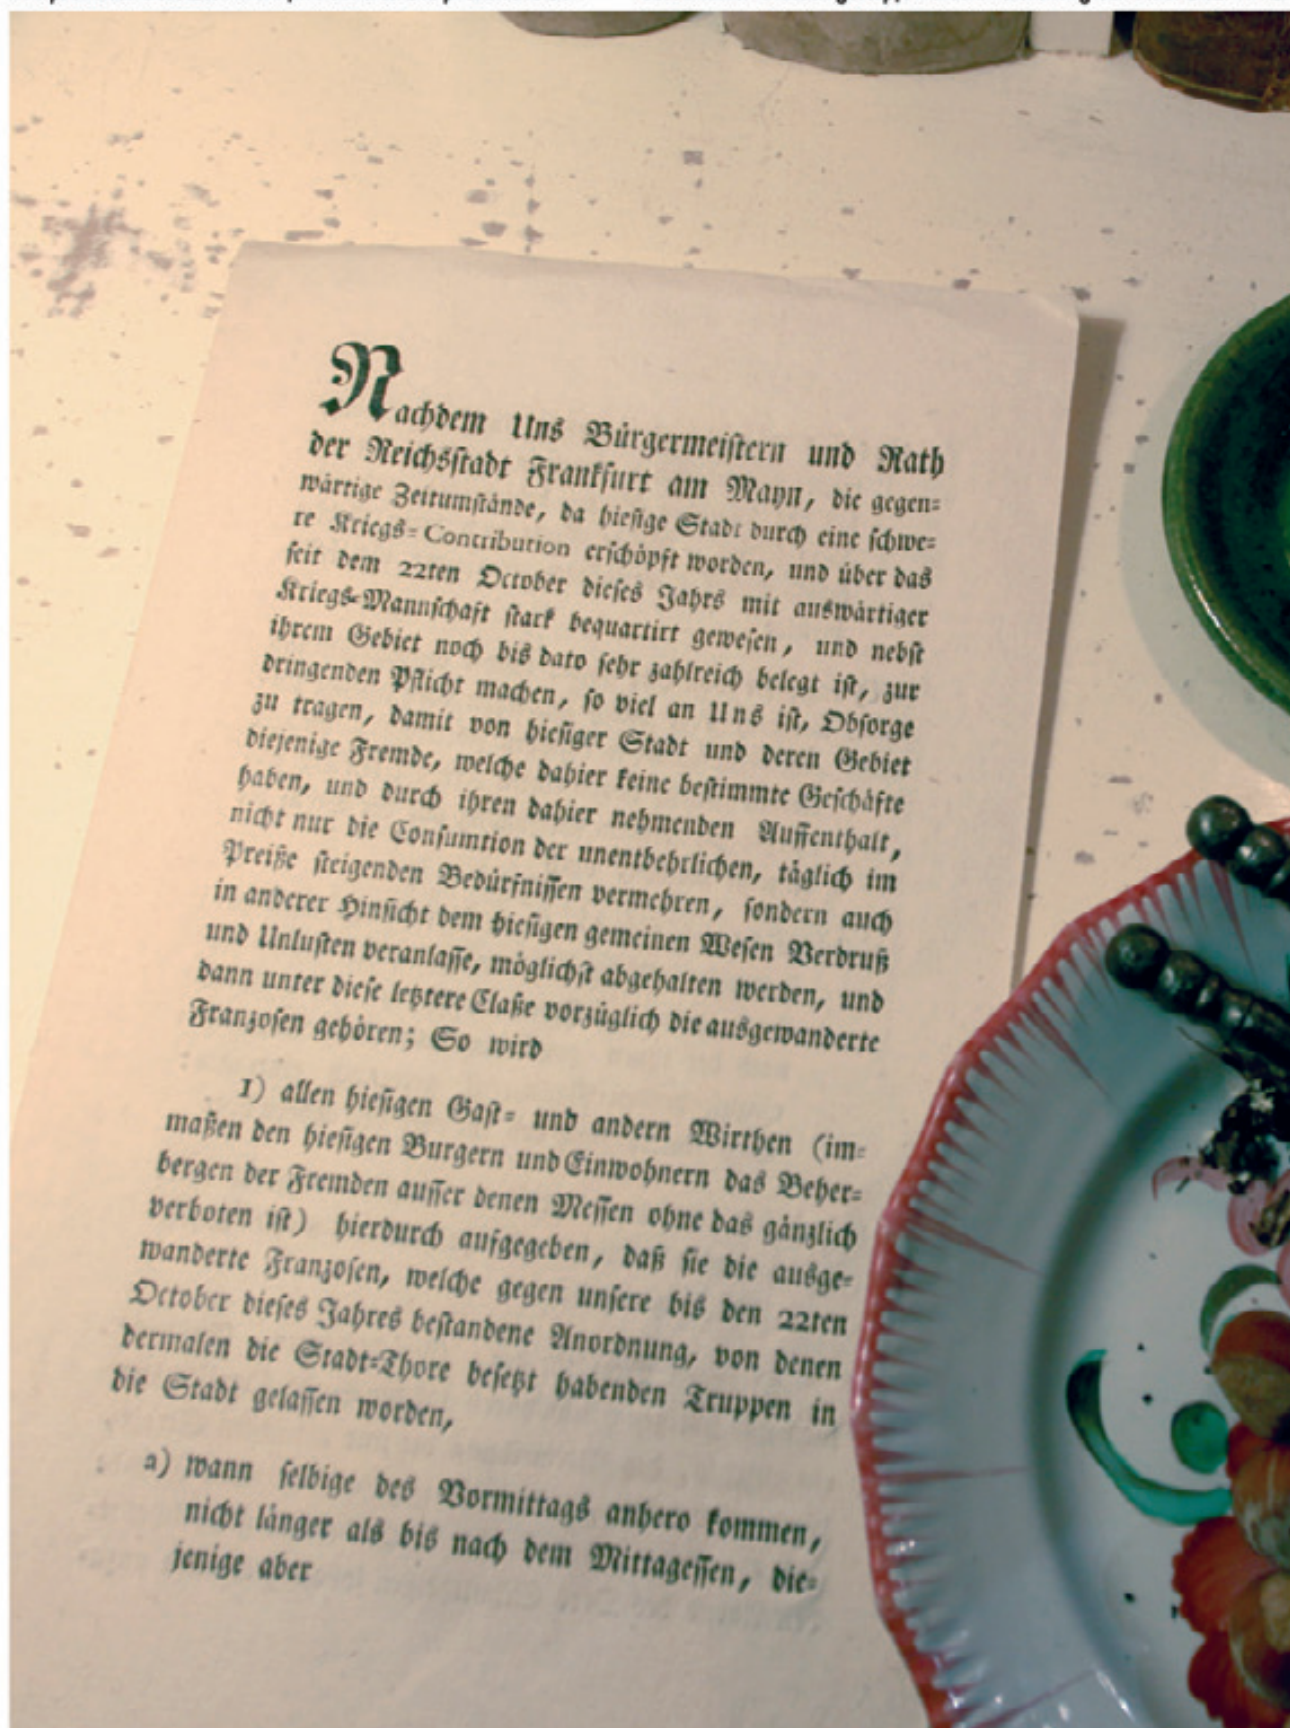 Nachdem Uns Bürgermeistern und Rath
der Reichsstadt Franckfurt am Mayn, die gegen=
wärtige Zeitumstände, da hiesige Stadt durch eine schwe=
re Kriegs=Contribution erschöpft worden, und über das
seit dem 22ten October dieses Jahrs mit auswärtiger
Kriegs=Mannschaft stark bequartirt gewesen, und nebst
ihrem Gebiet noch bis dato sehr zahlreich belegt ist, zur
dringenden Pflicht machen, so viel an Uns ist, Obsorge
zu tragen, damit von hiesiger Stadt und deren Gebiet
diejenige Fremde, welche dahier keine bestimmte Geschäfte
haben, und durch ihren dahier nehmenden Auffenthalt,
nicht nur die Consumtion der unentbehrlichen, täglich im
Preiße steigenden Bedürfnissen vermehren, sondern auch
in anderer Hinsicht dem hiesigen gemeinen Wesen Verdruß
und Unlusten veranlasse, möglichst abgehalten werden, und
dann unter diese letztere Claße vorzüglich die ausgewanderte
Franzosen gehören; So wird
1) allen hiesigen Gast= und andern Wirthen (im=
maßen den hiesigen Burgern und Einwohnern das Beher=
bergen der Fremden ausser denen Messen ohne das gänzlich
verboten ist) hierdurch aufgegeben, daß sie die ausge=
wanderte Franzosen, welche gegen unsere bis den 22ten
October dieses Jahres bestandene Anordnung, von denen
dermalen die Stadt=Thore besetzt habenden Truppen in
die Stadt gelassen worden,
a) wann selbige des Vormittags anhero kommen,
nicht länger als bis nach dem Mittagessen, die=
jenige aber